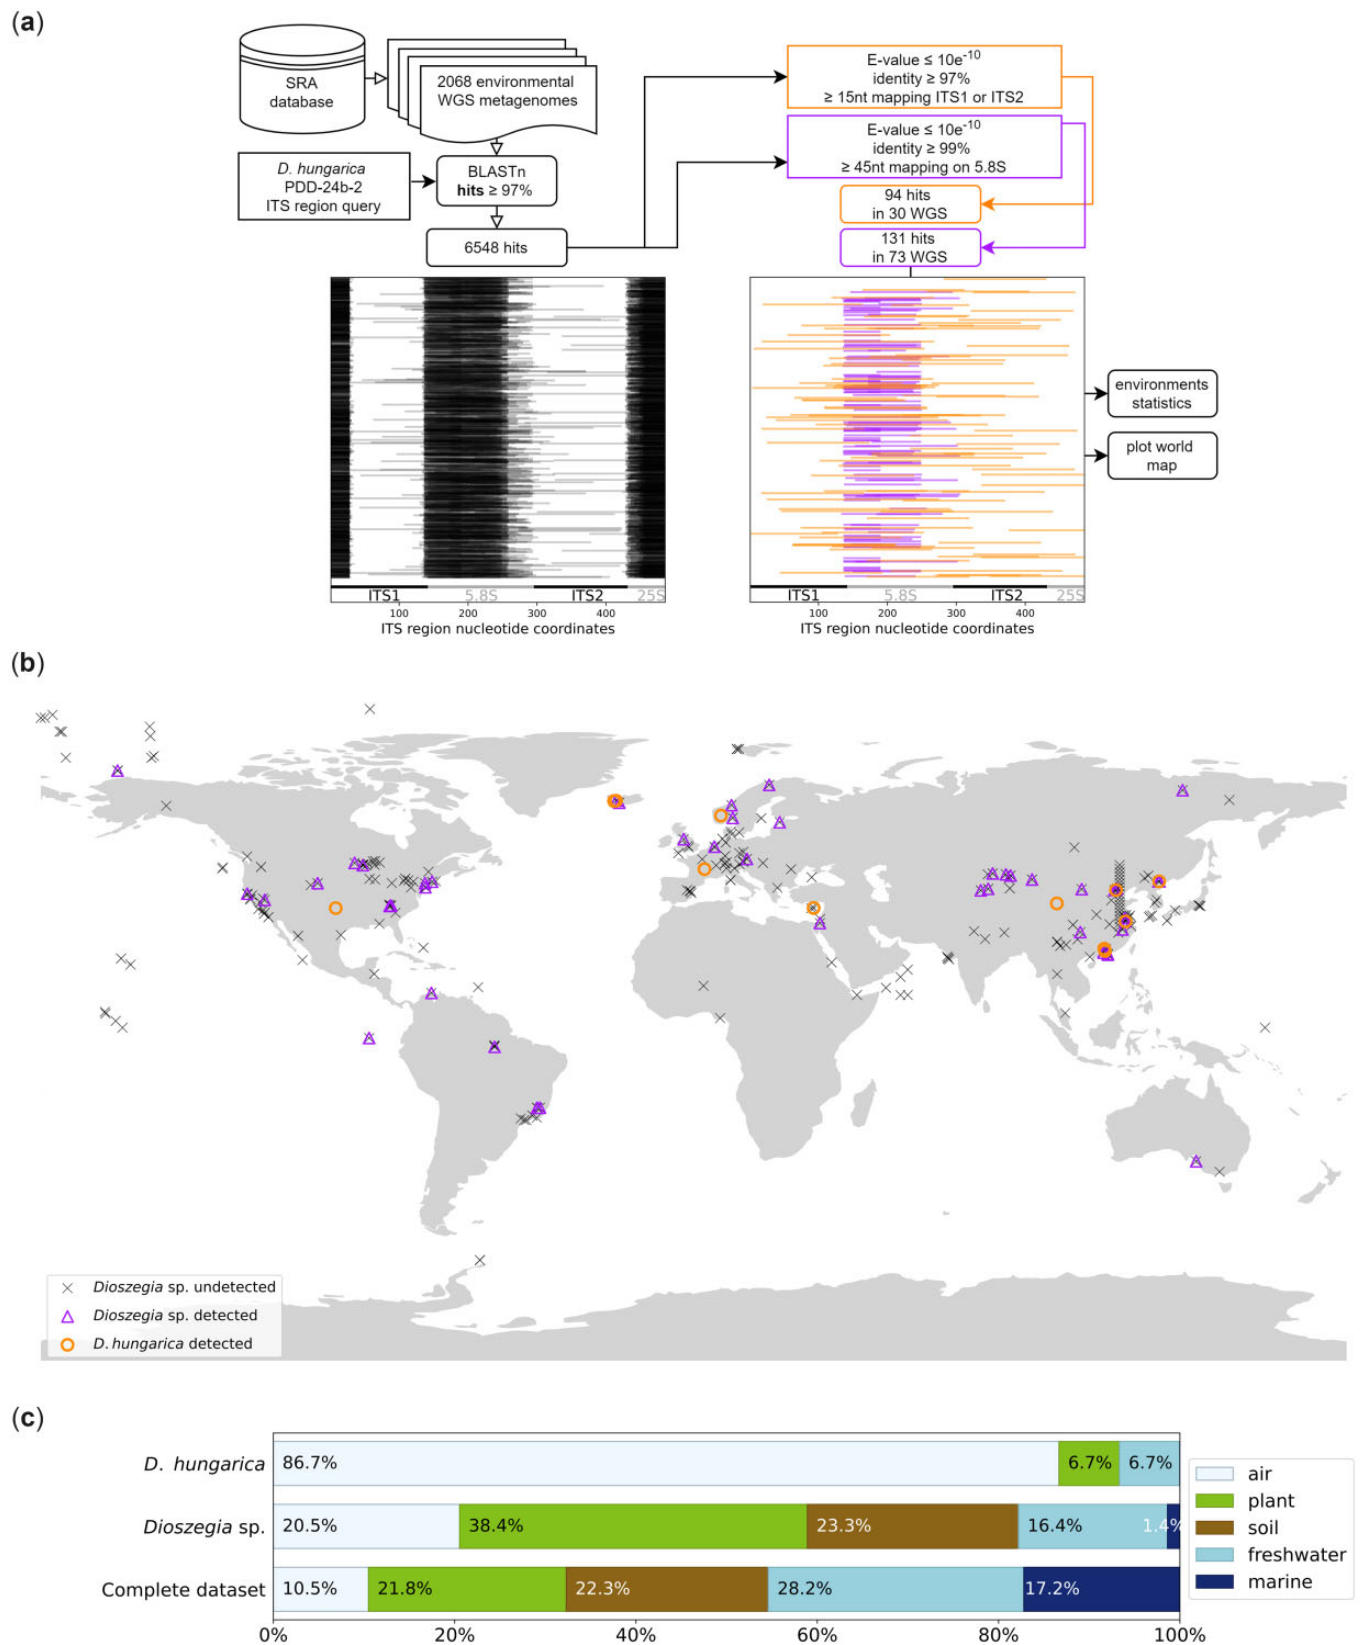 (a)
SRA
database
2068 environmental
WGS metagenomes
D. hungarica
PDD-24b-2
ITS region query
BLASTn
hits ≥ 97%
6548 hits
E-value ≤ 10e-10
identity ≥ 97%
≥ 15nt mapping ITS1 or ITS2
E-value ≤ 10e-10
identity ≥ 99%
≥ 45nt mapping on 5.8S
94 hits
in 30 WGS
131 hits
in 73 WGS
environments
statistics
plot world
map
ITS1 5.8S ITS2 25S
100 200 300 400
ITS region nucleotide coordinates
ITS1 5.8S ITS2 25S
100 200 300 400
ITS region nucleotide coordinates
(b)
Dioszegia sp. undetected
Dioszegia sp. detected
D. hungarica detected
(c)
D. hungarica 86.7% 6.7% 6.7%
Dioszegia sp. 20.5% 38.4% 23.3% 16.4% 1.4%
Complete dataset 10.5% 21.8% 22.3% 28.2% 17.2%
0% 20% 40% 60% 80% 100%
air
plant
soil
freshwater
marine